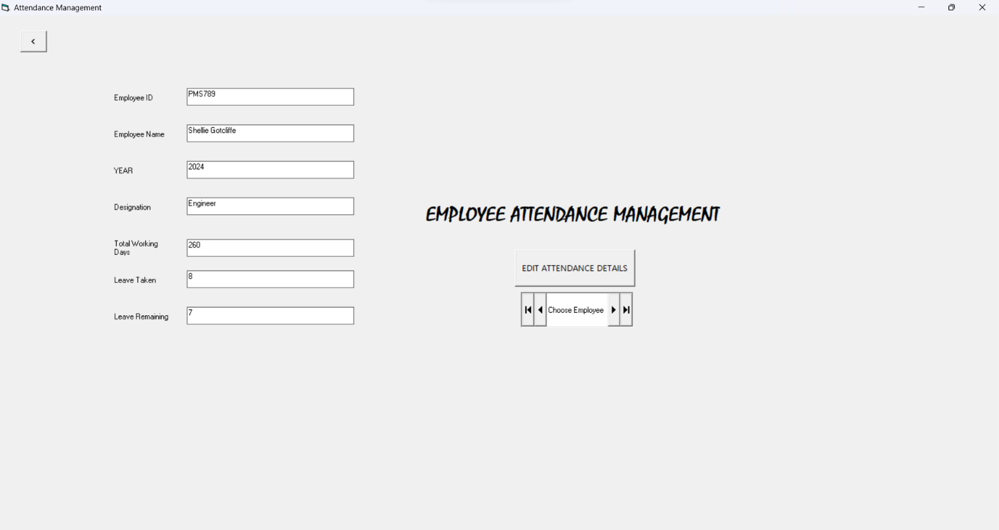 Attendance Management
<
Employee ID
PMS789
Employee Name
Shellie Gotcliffe
YEAR
2024
Designation
Engineer
Total Working
Days
260
Leave Taken
8
Leave Remaining
7
EMPLOYEE ATTENDANCE MANAGEMENT
EDIT ATTENDANCE DETAILS
Choose Employee